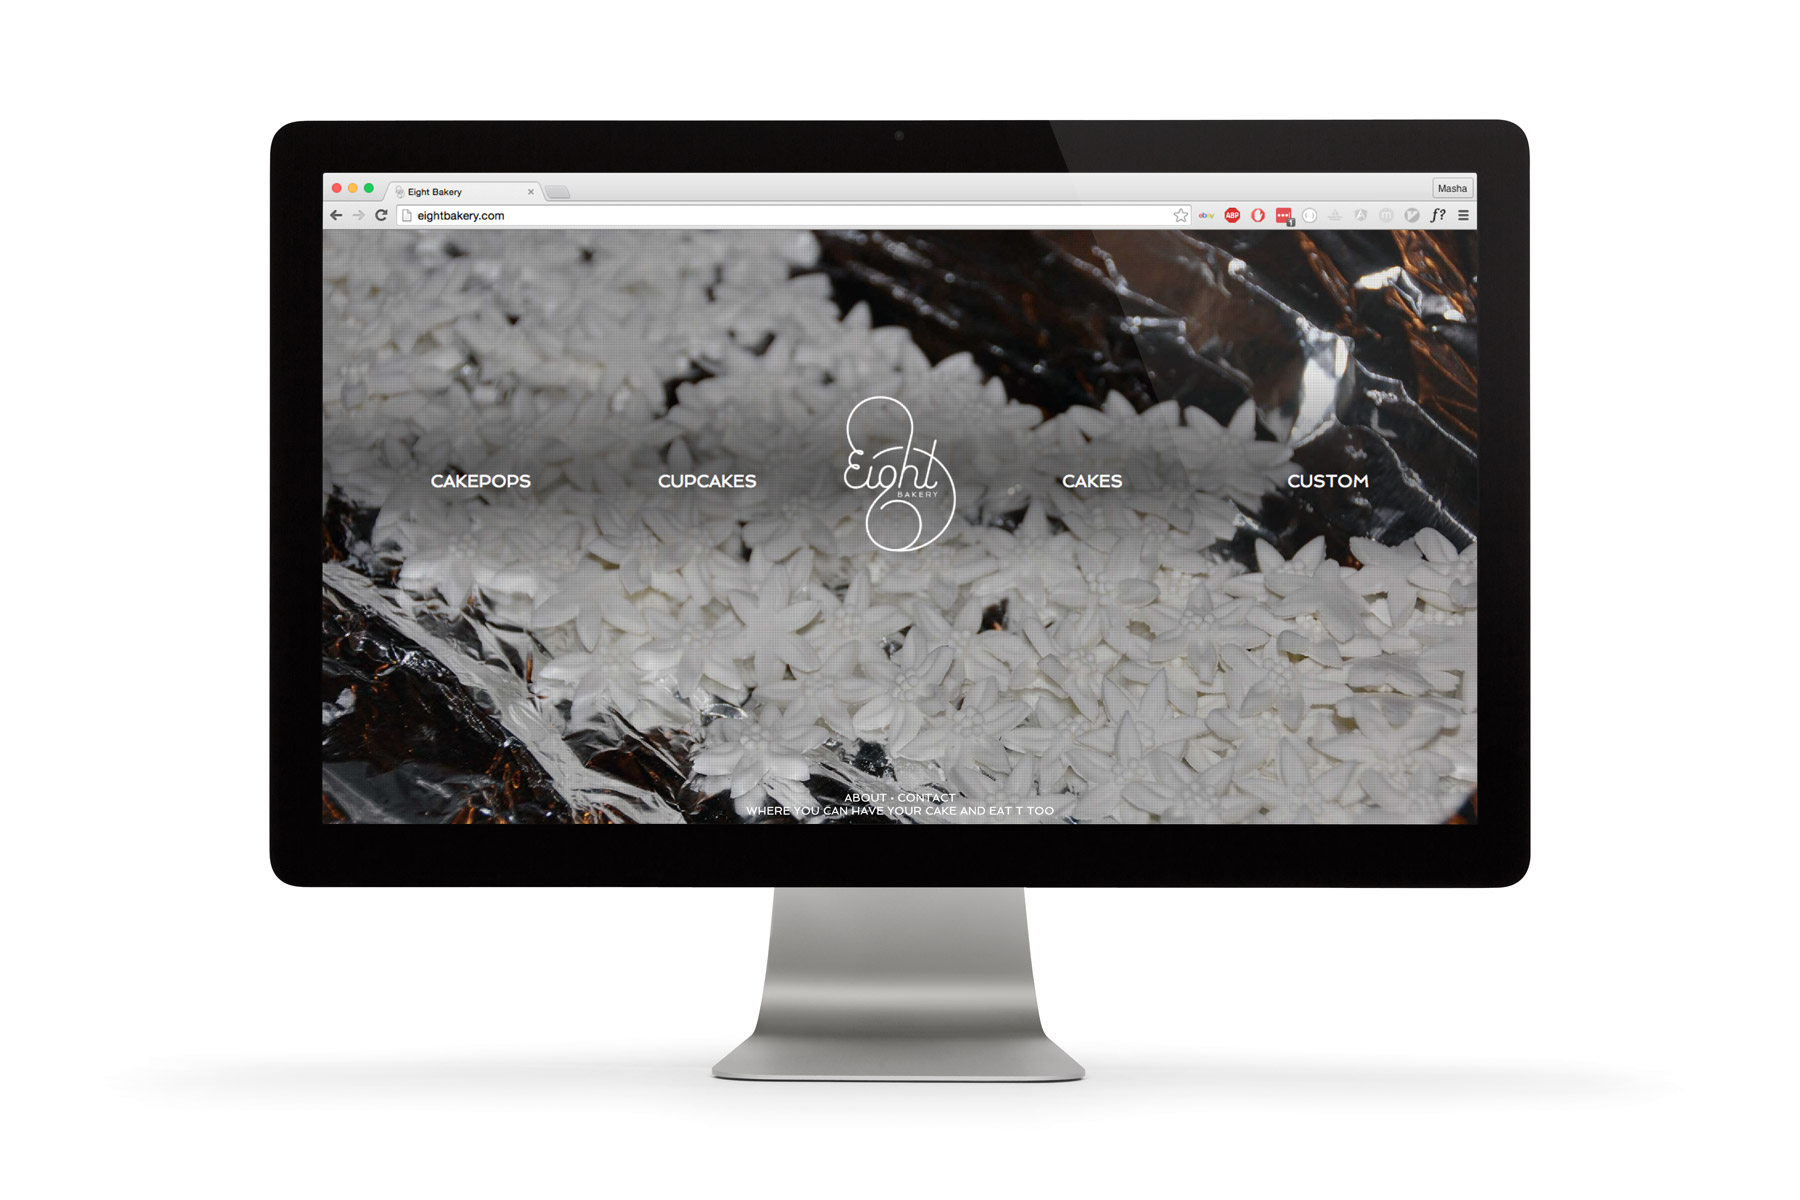 Eight Bakery
Masha
eightbakery.com
ebay
ABP
1
f?
CAKEPOPS
CUPCAKES
Eight
BAKERY
CAKES
CUSTOM
ABOUT • CONTACT
WHERE YOU CAN HAVE YOUR CAKE AND EAT T TOO